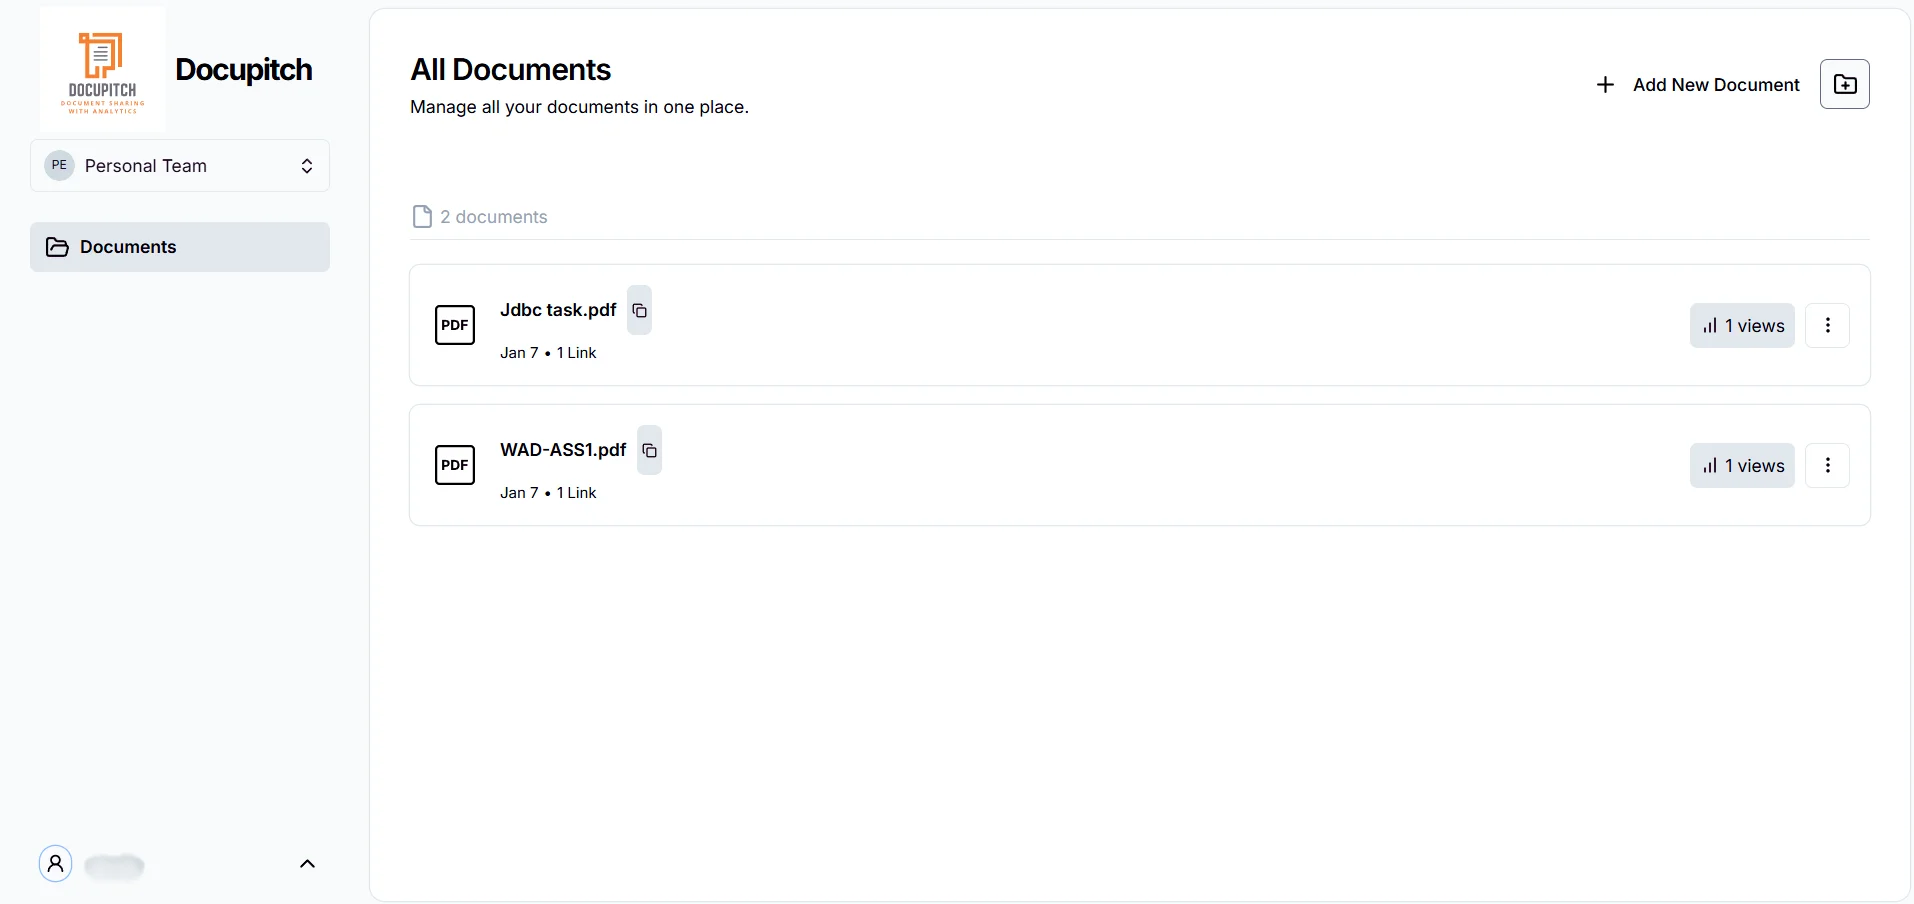 DOCUPITCH
DOCUMENT SHARING
WITH ANALYTICS
Docupitch
PE Personal Team
Documents
All Documents
Manage all your documents in one place.
+ Add New Document
2 documents
PDF
Jdbc task.pdf
Jan 7 • 1 Link
1 views
PDF
WAD-ASS1.pdf
Jan 7 • 1 Link
1 views